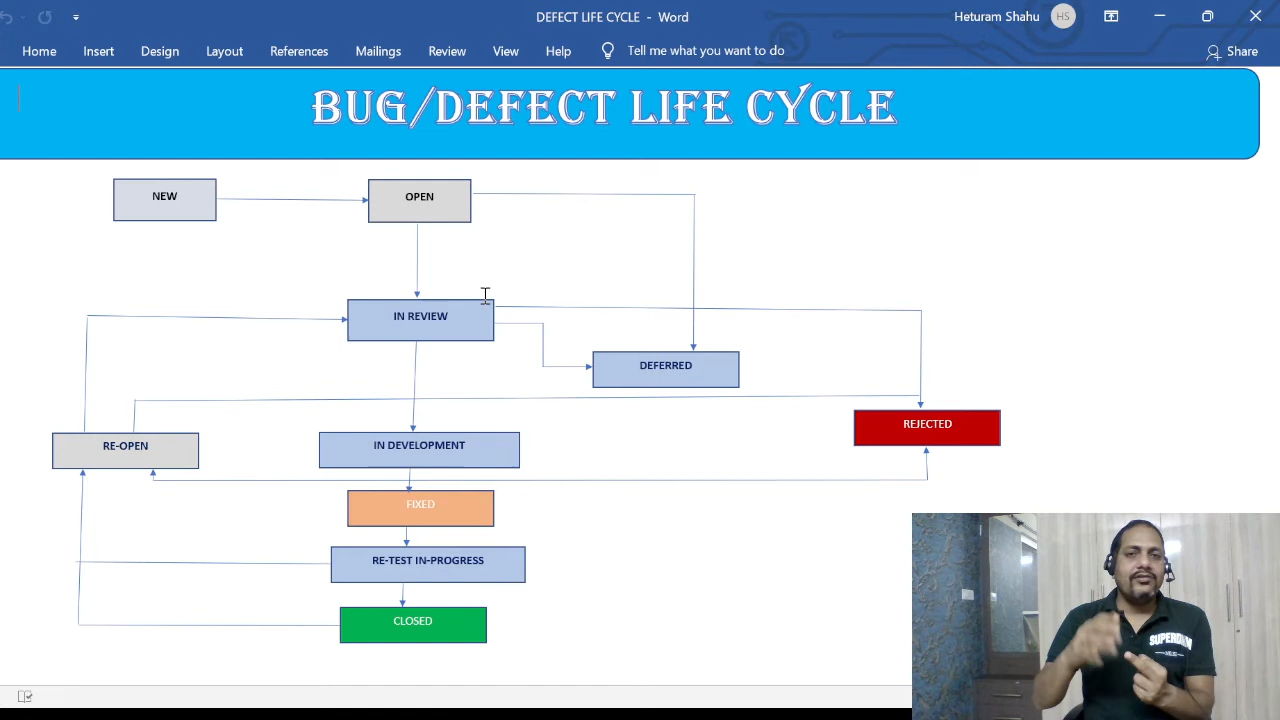 DEFECT LIFE CYCLE - Word
Heturam Shahu
HS
Home Insert Design Layout References Mailings Review View Help Tell me what you want to do
Share
BUG/DEFECT LIFE CYCLE
NEW
OPEN
IN REVIEW
DEFERRED
REJECTED
RE-OPEN
IN DEVELOPMENT
FIXED
RE-TEST IN-PROGRESS
CLOSED